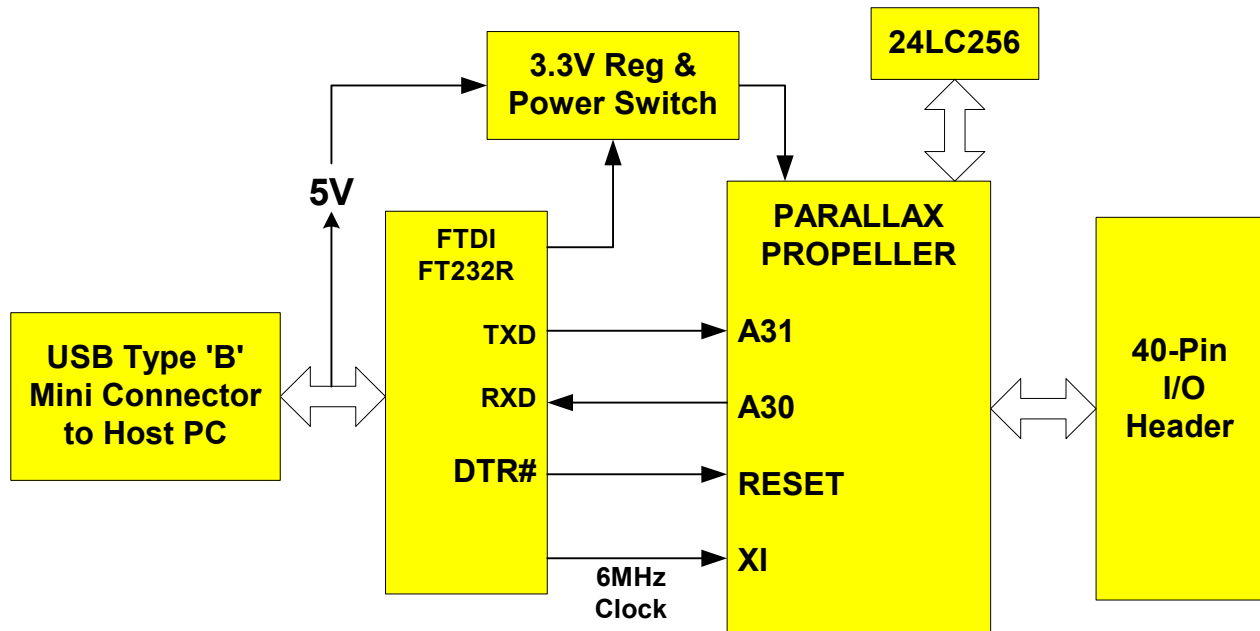 24LC256
3.3V Reg &
Power Switch
5V
FTDI
FT232R
PARALLAX
PROPELLER
USB Type 'B'
Mini Connector
to Host PC
TXD
RXD
DTR#
A31
A30
RESET
XI
6MHz
Clock
40-Pin
I/O
Header